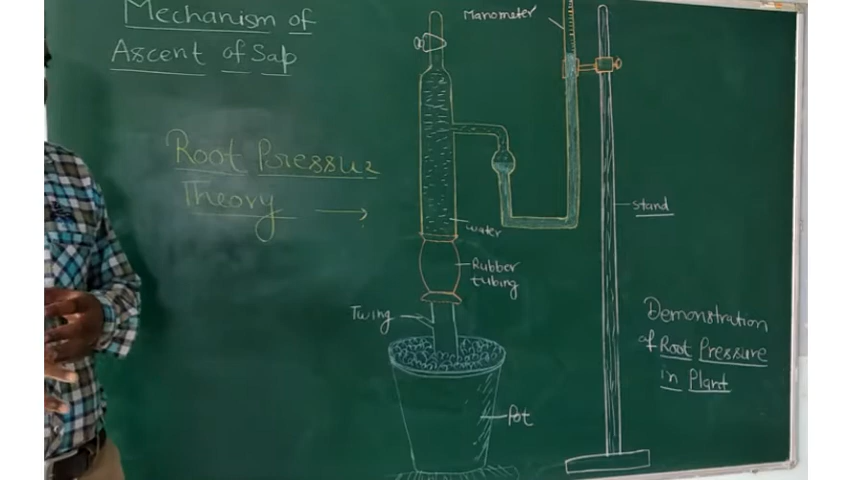 Mechanism of
Ascent of Sap
Root Pressure
Theory
Manometer
water
Rubber
tubing
Twing
Pot
stand
Demonstration
of Root Pressure
in Plant